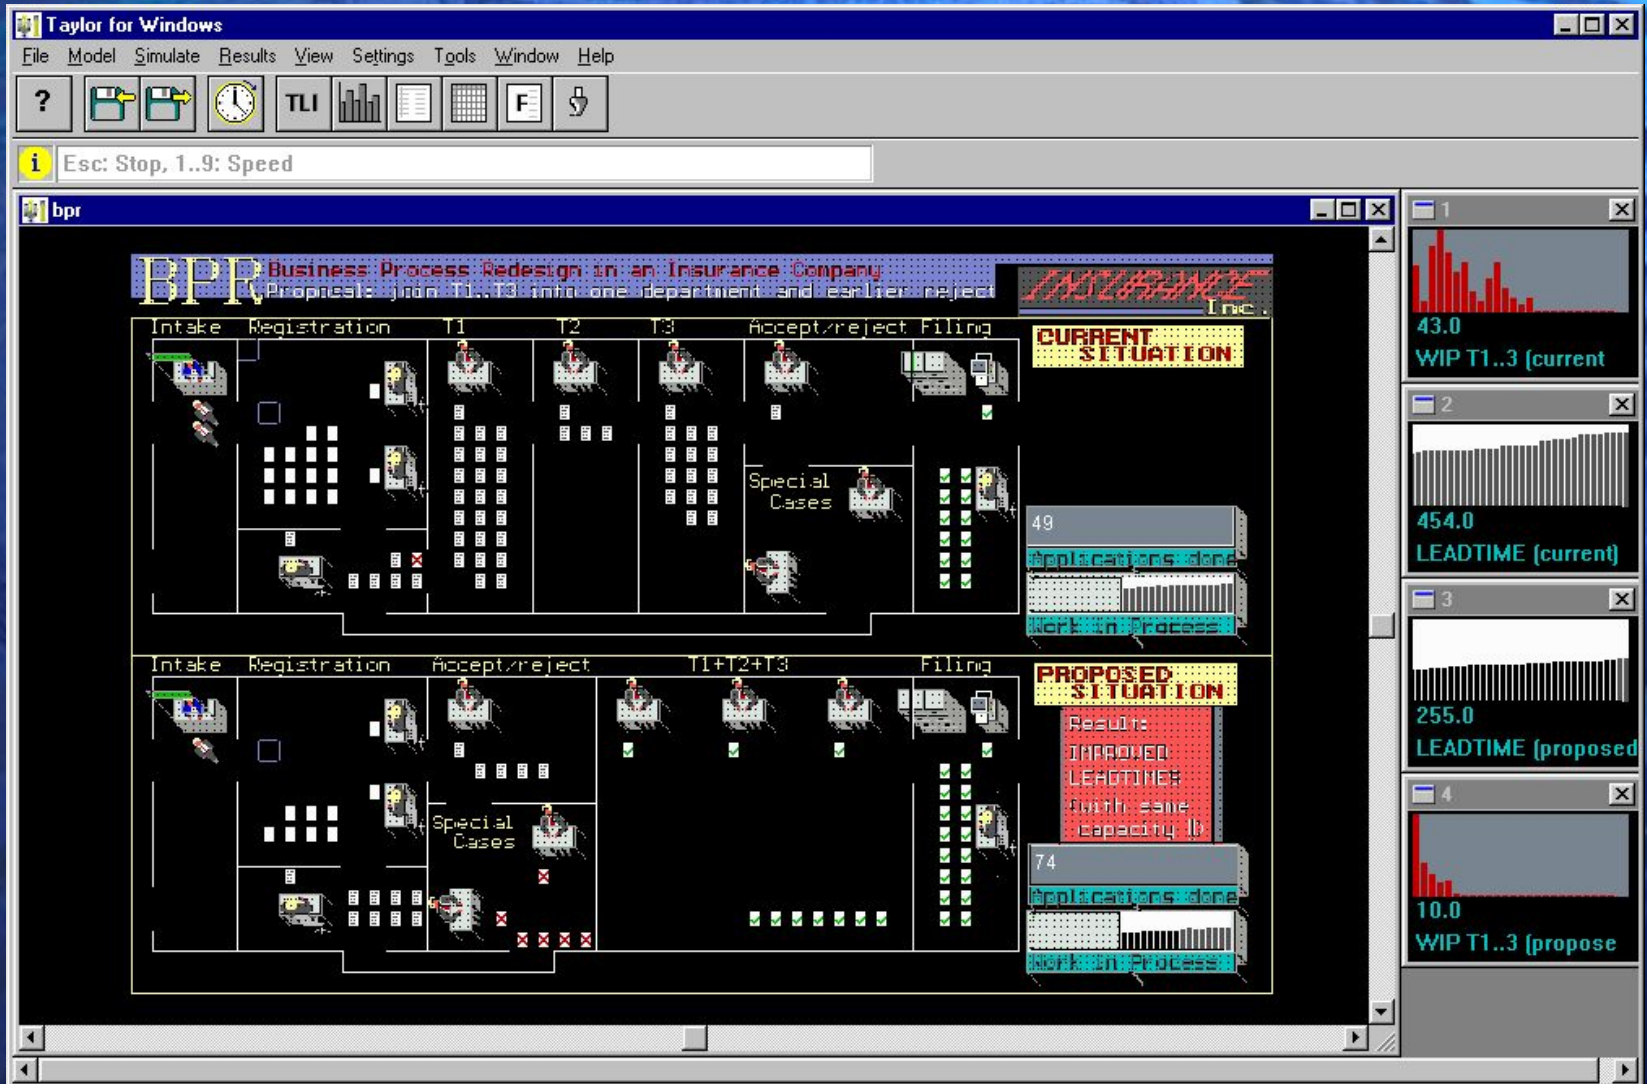 Taylor for Windows
File Model Simulate Results View Settings Tools Window Help
? TLI F
i Esc: Stop, 1..9: Speed
bpr
BPR Business Process Redesign in an Insurance Company
Proposal: join T1..T3 into one department and earlier reject
INSURANCE
Inc.
Intake Registration T1 T2 T3 Accept/reject Filing
CURRENT
SITUATION
Special
Cases
49
Applications done
Work in Process
Intake Registration Accept/reject T1+T2+T3 Filing
PROPOSED
SITUATION
Result:
IMPROVED
LEADTIMES
(with same
capacity !)
Special
Cases
74
Applications done
Work in Process
1
43.0
WIP T1..3 (current
2
454.0
LEADTIME (current)
3
255.0
LEADTIME (proposed
4
10.0
WIP T1..3 (propose